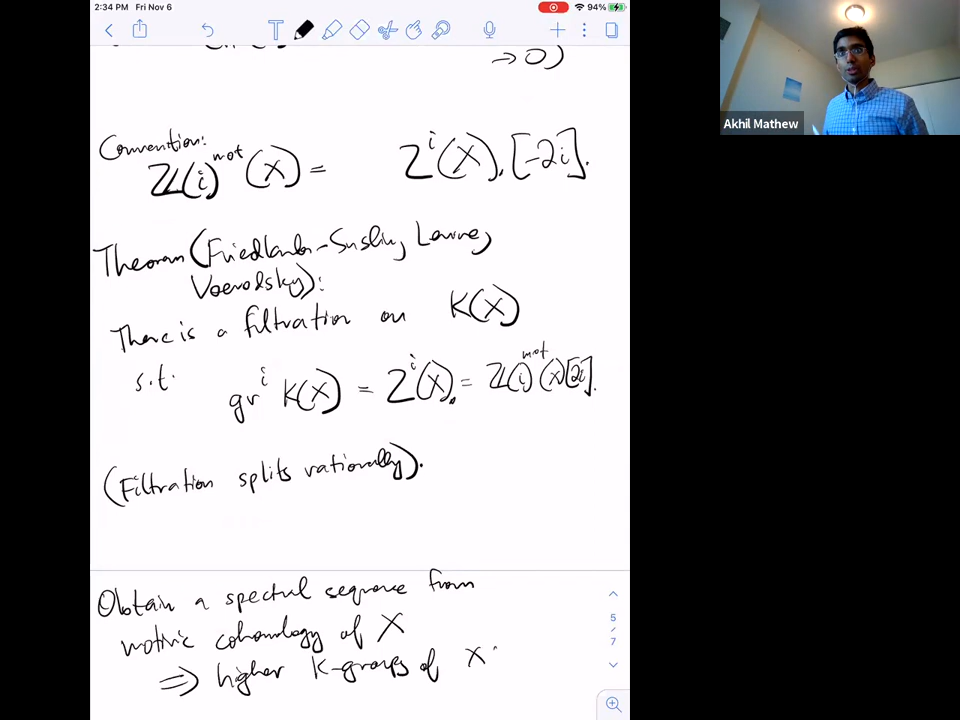 2:34 PM Fri Nov 6
94%
→ 0)
Convention:
ℤ(i)^mot (X) = Z^i(X). [-2i].
Theorem (Friedlander-Suslin, Levine,
Voevodsky):
There is a filtration on K(X)
s.t. gr^i K(X) = Z^i(X). = ℤ(i)^mot (X)[2i].
(Filtration splits rationally).
Obtain a spectral sequence from
motivic cohomology of X
⇒ higher K-groups of X.
5
/
7
Akhil Mathew